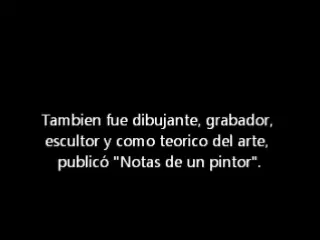 Tambien fue dibujante, grabador,
escultor y como teorico del arte,
publicó "Notas de un pintor".